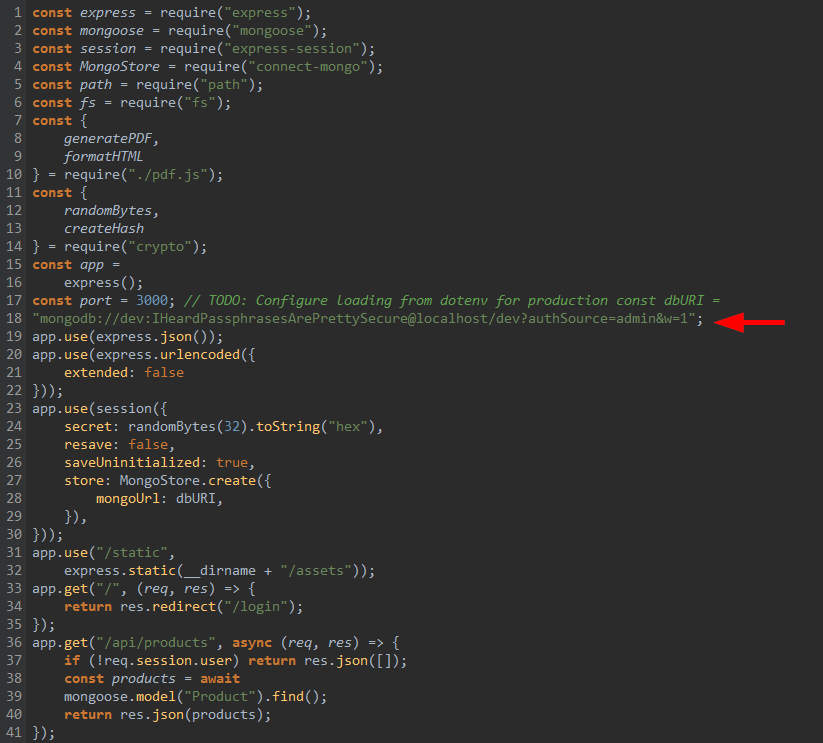 1 const express = require("express");
2 const mongoose = require("mongoose");
3 const session = require("express-session");
4 const MongoStore = require("connect-mongo");
5 const path = require("path");
6 const fs = require("fs");
7 const {
8     generatePDF,
9     formatHTML
10 } = require("./pdf.js");
11 const {
12     randomBytes,
13     createHash
14 } = require("crypto");
15 const app =
16     express();
17 const port = 3000; // TODO: Configure loading from dotenv for production const dbURI =
18 "mongodb://dev:IHeardPassphrasesArePrettySecure@localhost/dev?authSource=admin&w=1";
19 app.use(express.json());
20 app.use(express.urlencoded({
21     extended: false
22 }));
23 app.use(session({
24     secret: randomBytes(32).toString("hex"),
25     resave: false,
26     saveUninitialized: true,
27     store: MongoStore.create({
28         mongoUrl: dbURI,
29     }),
30 }));
31 app.use("/static",
32     express.static(__dirname + "/assets"));
33 app.get("/", (req, res) => {
34     return res.redirect("/login");
35 });
36 app.get("/api/products", async (req, res) => {
37     if (!req.session.user) return res.json([]);
38     const products = await
39     mongoose.model("Product").find();
40     return res.json(products);
41 });